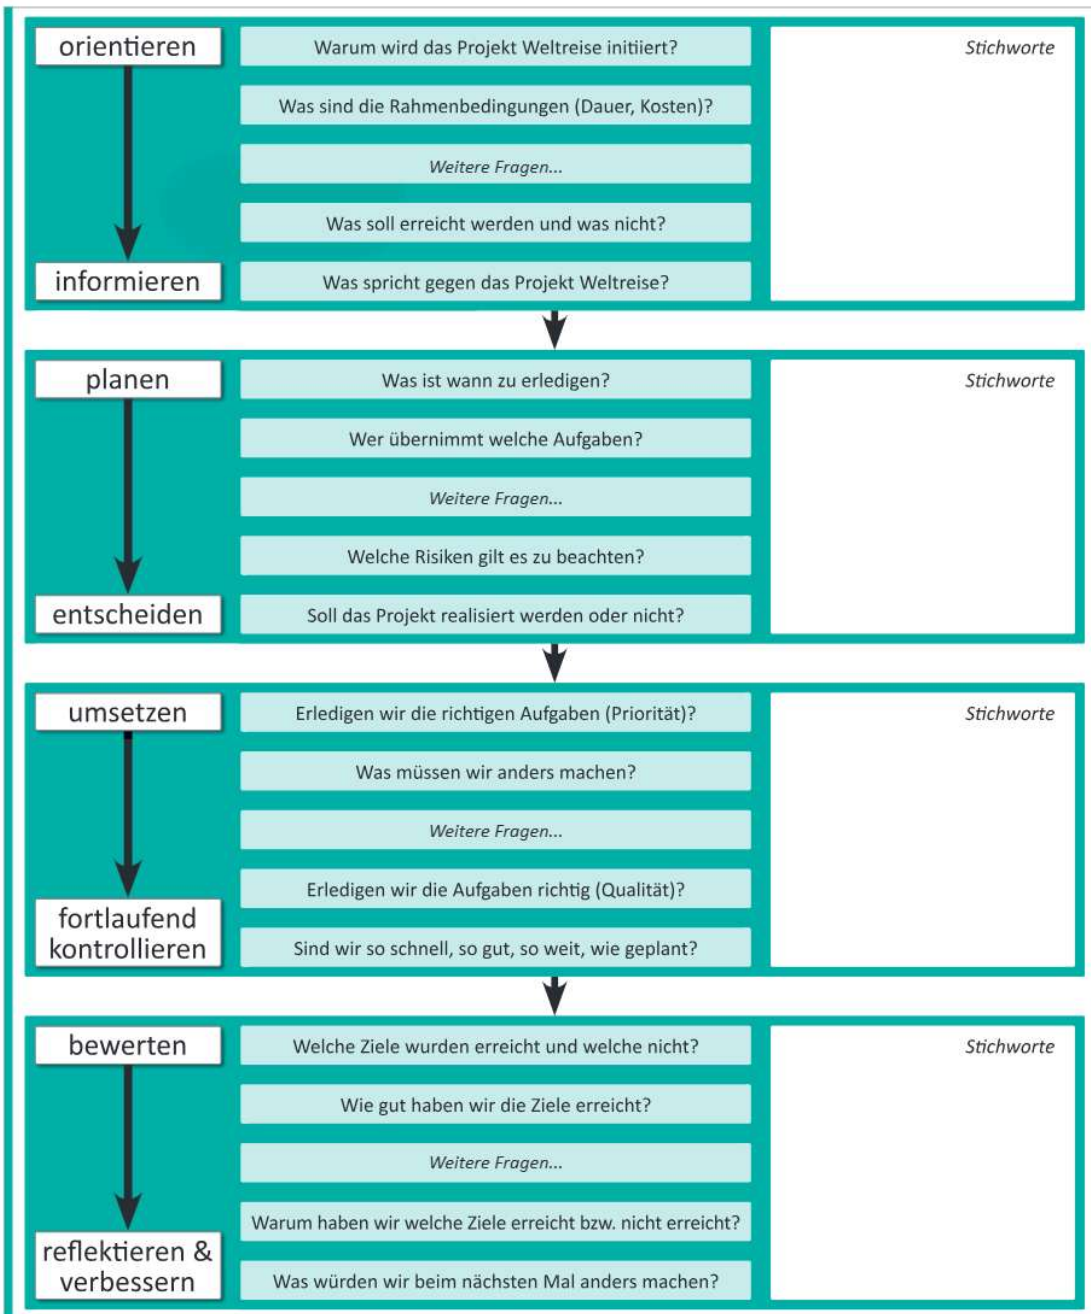 orientieren
Warum wird das Projekt Weltreise initiiert?
Stichworte
Was sind die Rahmenbedingungen (Dauer, Kosten)?
Weitere Fragen...
Was soll erreicht werden und was nicht?
informieren
Was spricht gegen das Projekt Weltreise?
planen
Was ist wann zu erledigen?
Stichworte
Wer übernimmt welche Aufgaben?
Weitere Fragen...
Welche Risiken gilt es zu beachten?
entscheiden
Soll das Projekt realisiert werden oder nicht?
umsetzen
Erledigen wir die richtigen Aufgaben (Priorität)?
Stichworte
Was müssen wir anders machen?
Weitere Fragen...
Erledigen wir die Aufgaben richtig (Qualität)?
fortlaufend
kontrollieren
Sind wir so schnell, so gut, so weit, wie geplant?
bewerten
Welche Ziele wurden erreicht und welche nicht?
Stichworte
Wie gut haben wir die Ziele erreicht?
Weitere Fragen...
Warum haben wir welche Ziele erreicht bzw. nicht erreicht?
reflektieren &
verbessern
Was würden wir beim nächsten Mal anders machen?